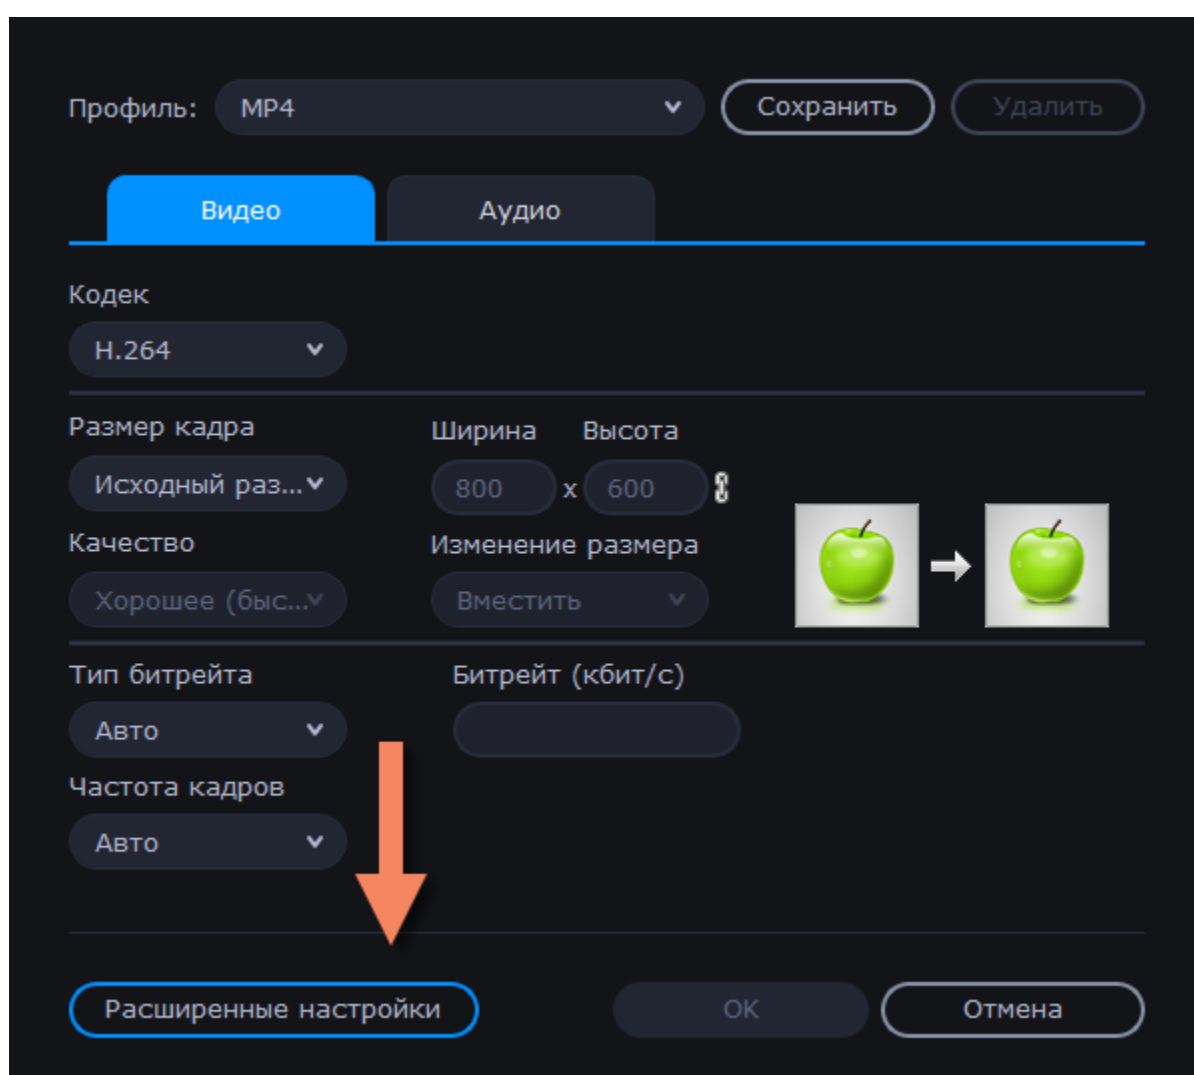 Профиль: MP4 Сохранить Удалить
Видео Аудио
Кодек
H.264
Размер кадра Ширина Высота
Исходный раз... 800 x 600
Качество Изменение размера
Хорошее (быс... Вместить
Тип битрейта Битрейт (кбит/с)
Авто
Частота кадров
Авто
Расширенные настройки ОК Отмена